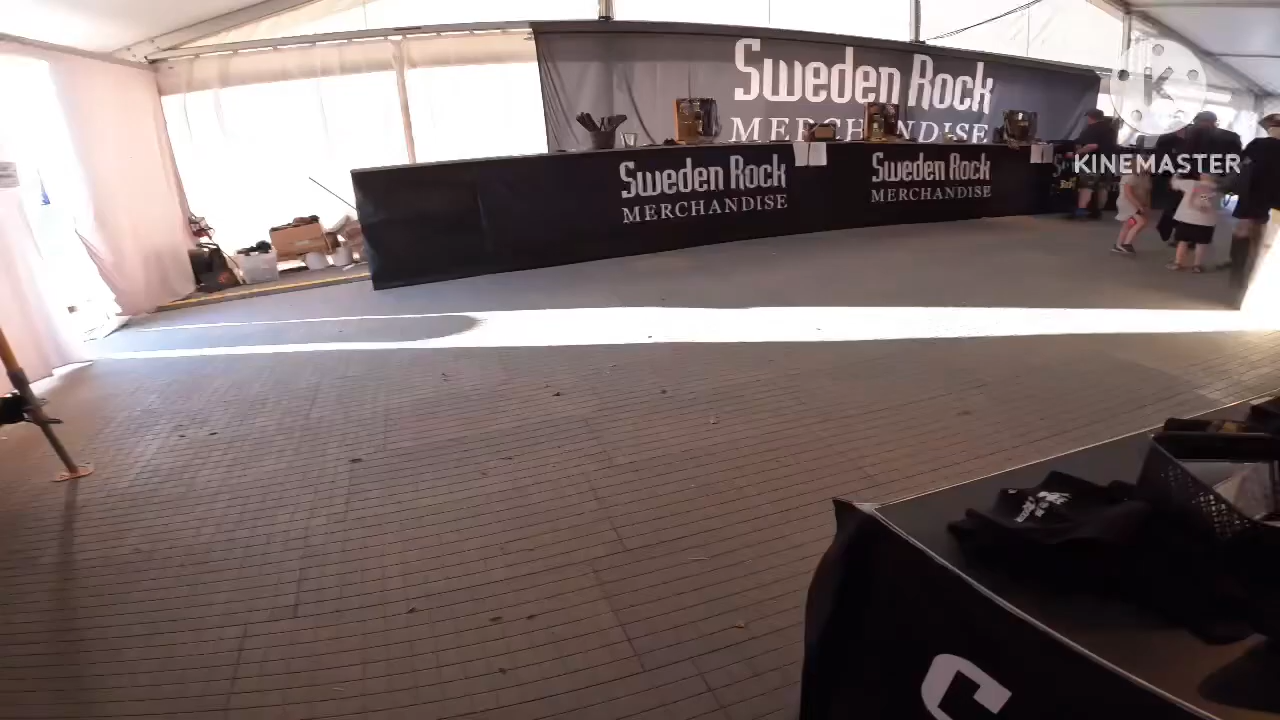 Sweden Rock
MERCHANDISE
Sweden Rock
MERCHANDISE
Sweden Rock
MERCHANDISE
K
KINEMASTER
S